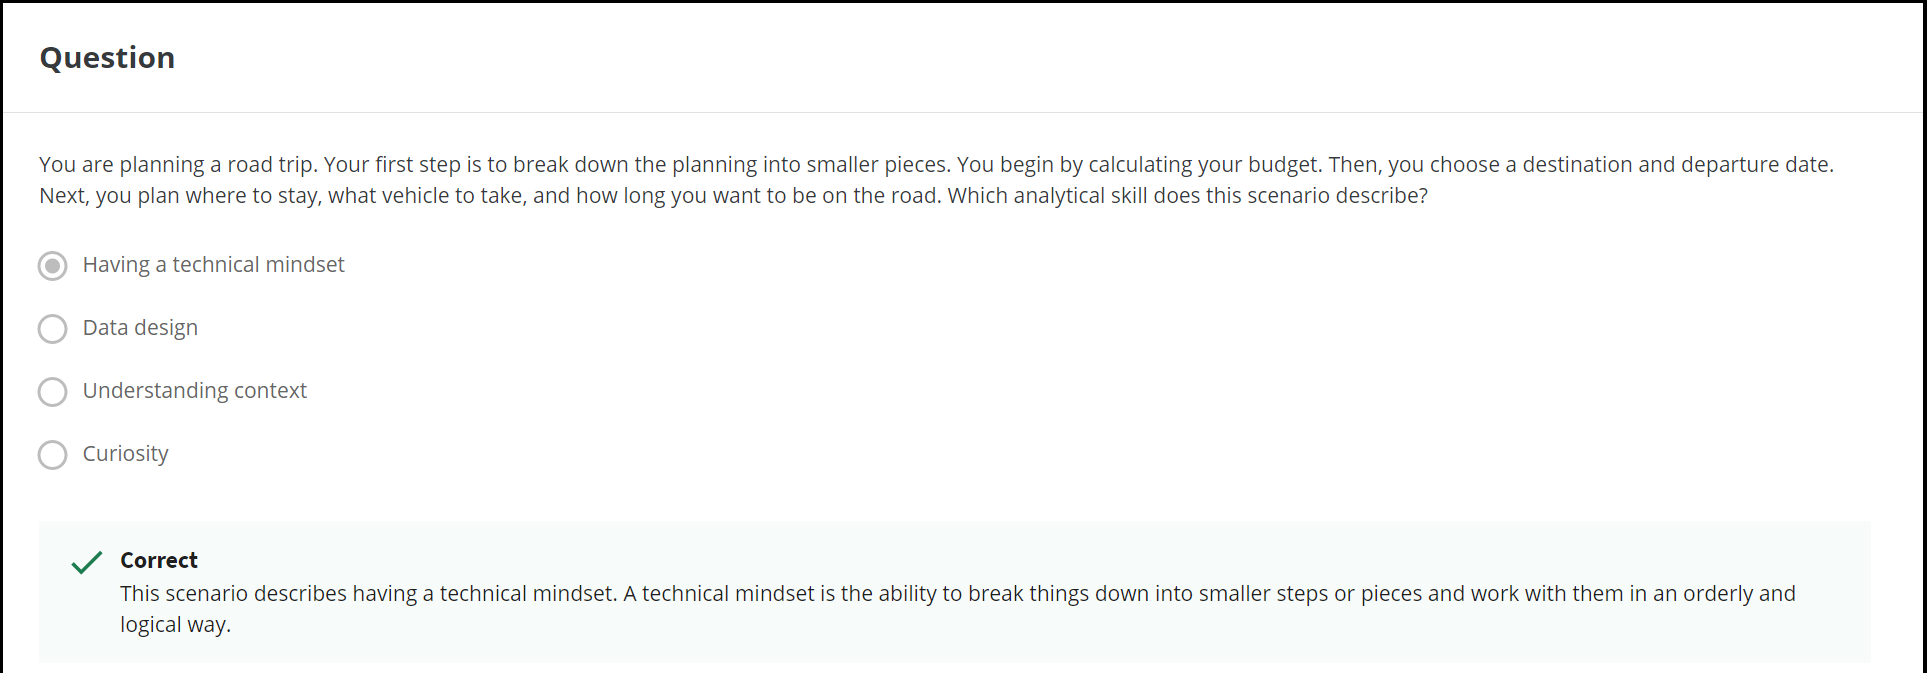 Question
You are planning a road trip. Your first step is to break down the planning into smaller pieces. You begin by calculating your budget. Then, you choose a destination and departure date.
Next, you plan where to stay, what vehicle to take, and how long you want to be on the road. Which analytical skill does this scenario describe?
Having a technical mindset
Data design
Understanding context
Curiosity
Correct
This scenario describes having a technical mindset. A technical mindset is the ability to break things down into smaller steps or pieces and work with them in an orderly and
logical way.